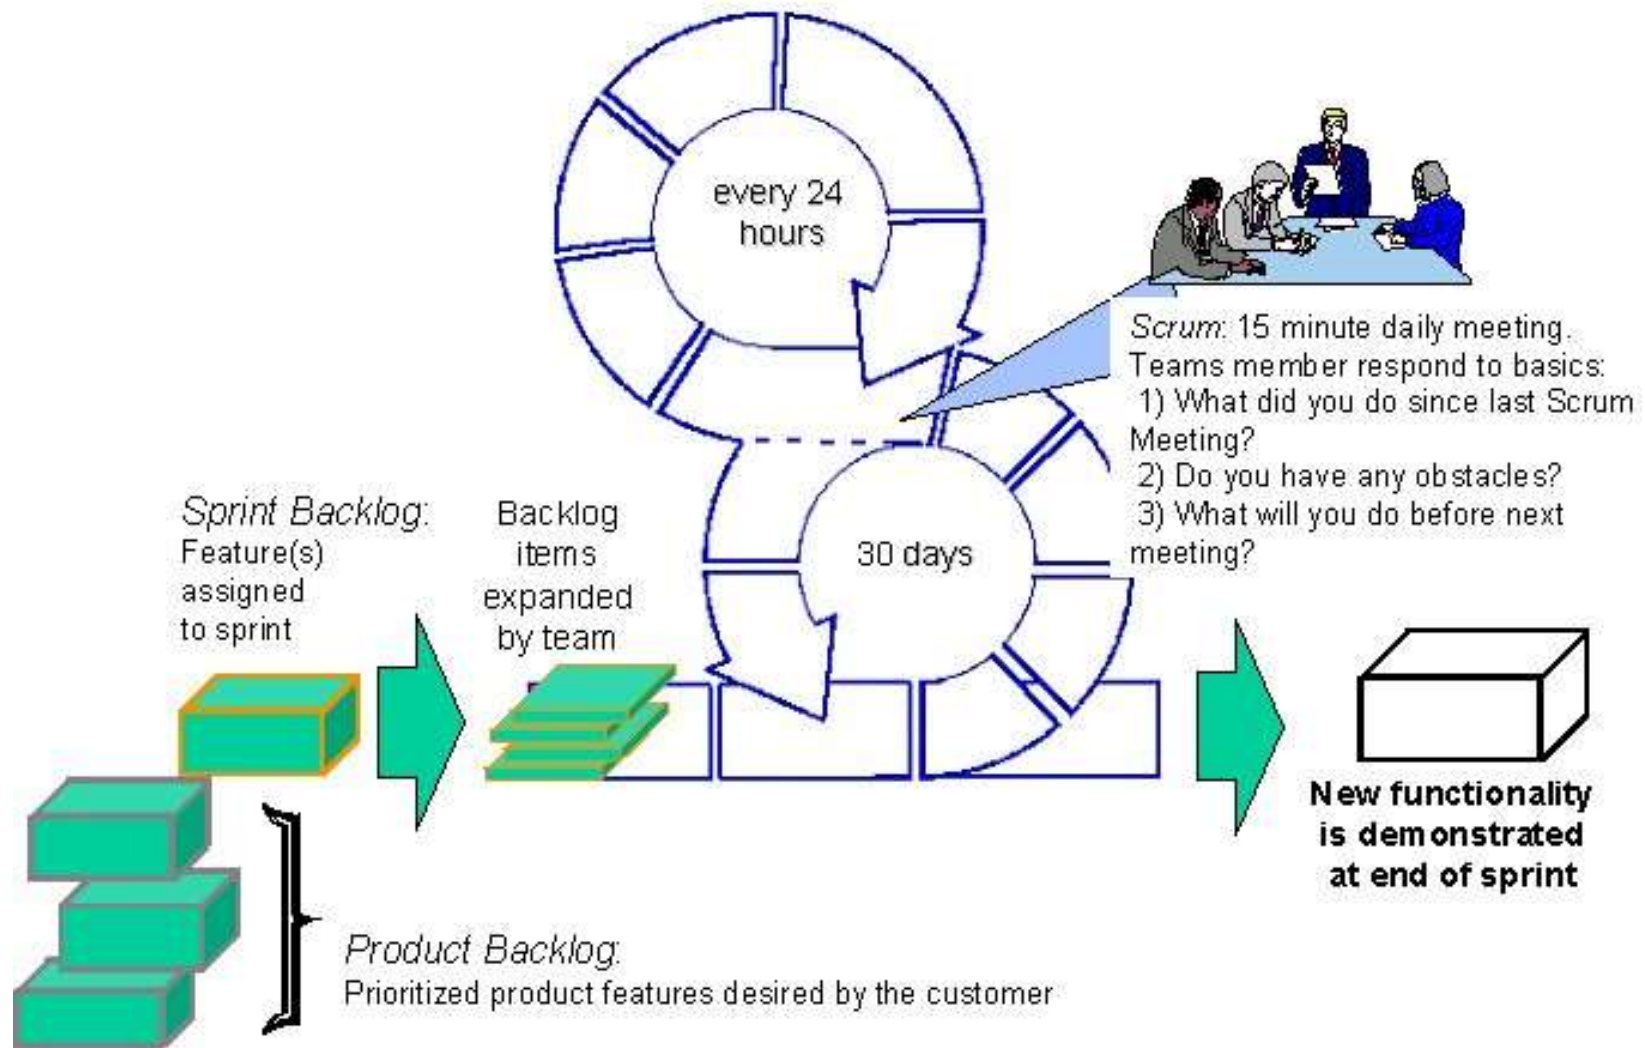 every 24
hours
Scrum: 15 minute daily meeting.
Teams member respond to basics:
1) What did you do since last Scrum
Meeting?
2) Do you have any obstacles?
3) What will you do before next
meeting?
Sprint Backlog:
Feature(s)
assigned
to sprint
Backlog
items
expanded
by team
30 days
New functionality
is demonstrated
at end of sprint
Product Backlog:
Prioritized product features desired by the customer